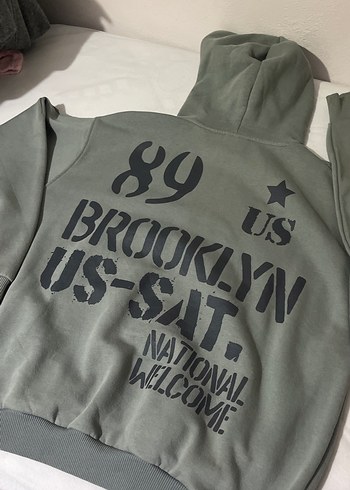 89
US
BROOKLYN
US-SAT.
NATIONAL
WELCOME